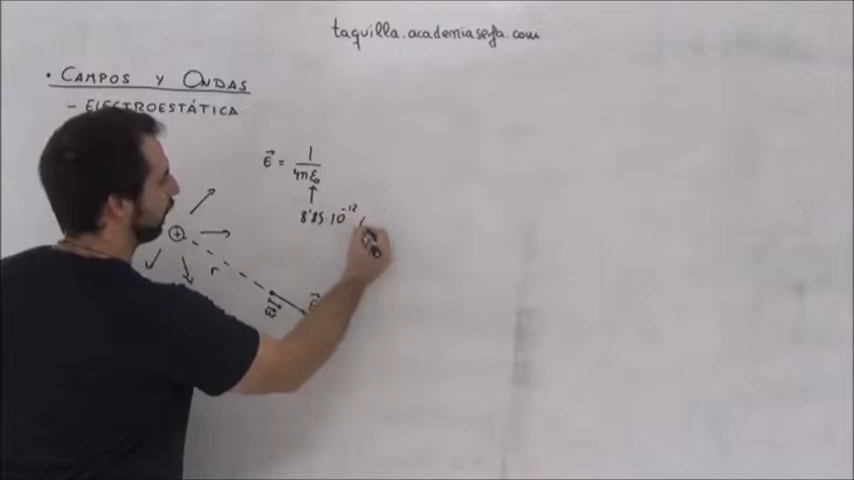 taquilla.academiasefa.com
• CAMPOS Y ONDAS
- ELECTROESTÁTICA
E⃗ = 1
4πε₀
8'85·10⁻¹²
+
r